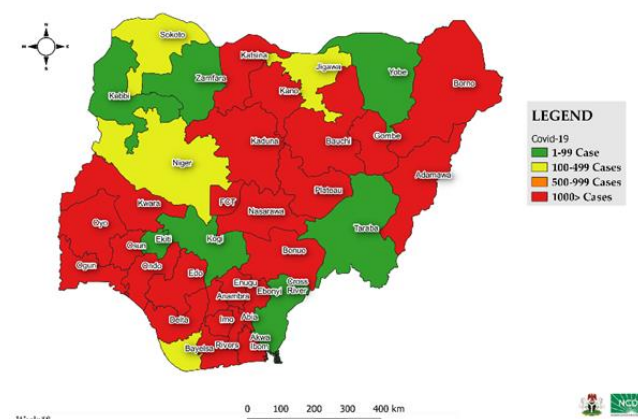 Sokoto
Katsina
Jigawa
Yobe
Borno
Kebbi
Zamfara
Kano
Gombe
Kaduna
Bauchi
Niger
Adamawa
Plateau
FCT
Kwara
Nasarawa
Oyo
Taraba
Osun
Ekiti
Kogi
Benue
Ogun
Ondo
Edo
Enugu
Ebonyi
Cross
River
Anambra
Delta
Imo
Abia
Bayelsa
Rivers
Akwa
Ibom
LEGEND
Covid-19
1-99 Case
100-499 Cases
500-999 Cases
1000> Cases
0 100 200 300 400 km
NCD